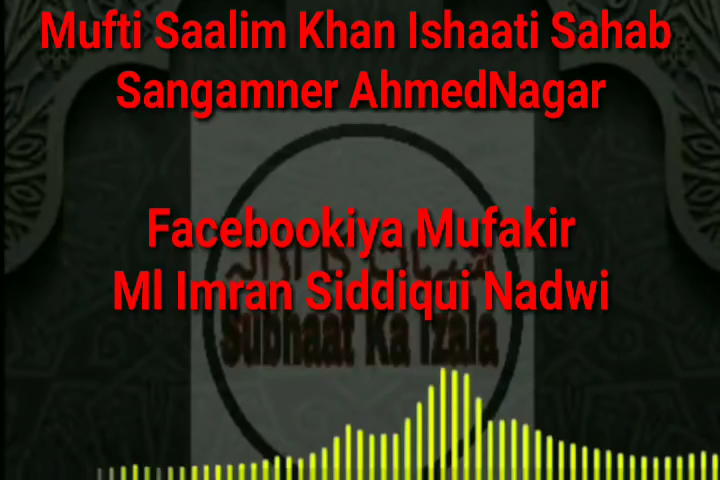 Mufti Saalim Khan Ishaati Sahab
Sangamner AhmedNagar
Facebookiya Mufakir
Ml Imran Siddiqui Nadwi
Subhaat Ka Izala